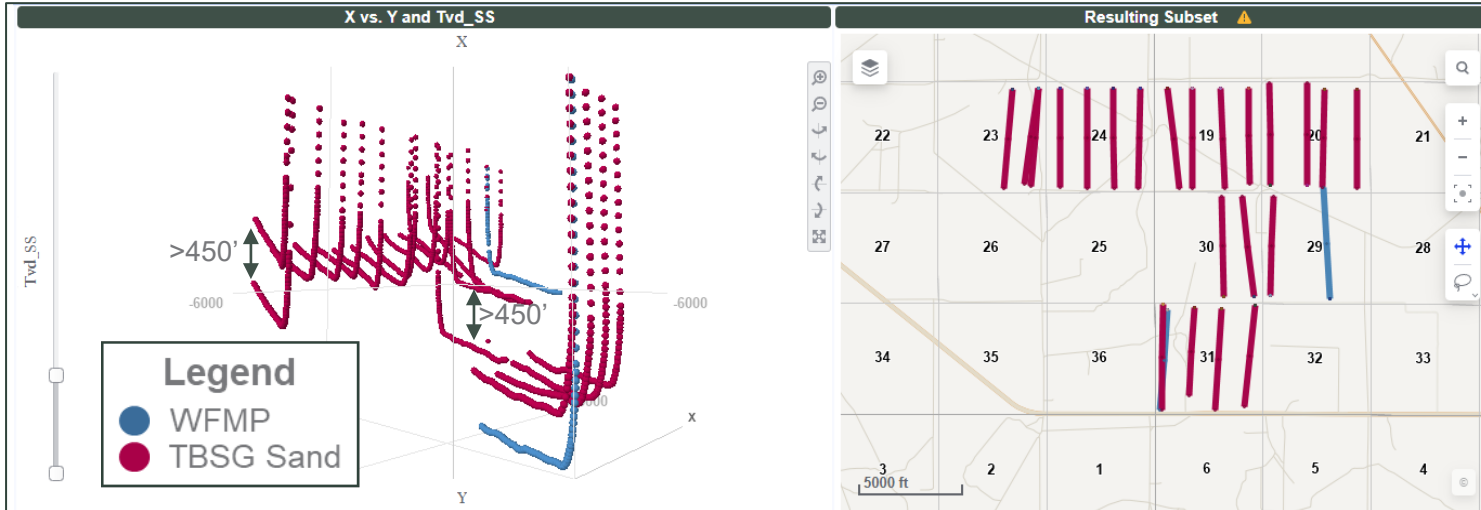 X vs. Y and Tvd_SS
X
Tvd_SS
>450'
-6000
-6000
>450'
x
Y
Legend
WFMP
TBSG Sand
Resulting Subset
22 23 24 19 20 21
27 26 25 30 29 28
34 35 36 31 32 33
3 2 1 6 5 4
5000 ft
+
−
©